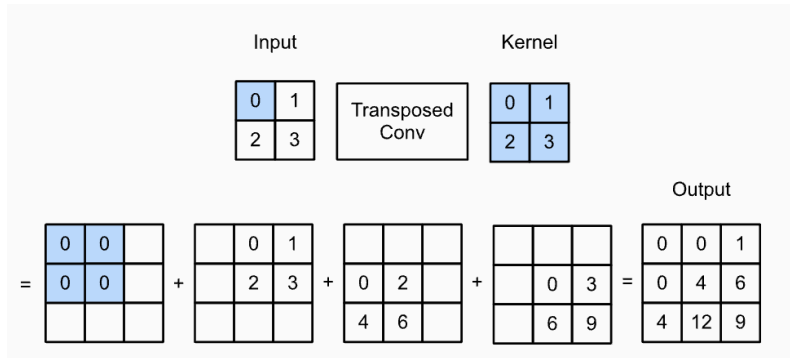 Input Kernel
0 1 Transposed Conv 0 1
2 3 2 3
Output
0 0 0 1 0 0 1
= 0 0 + 2 3 + 0 2 + 0 3 = 0 4 6
4 6 6 9 4 12 9